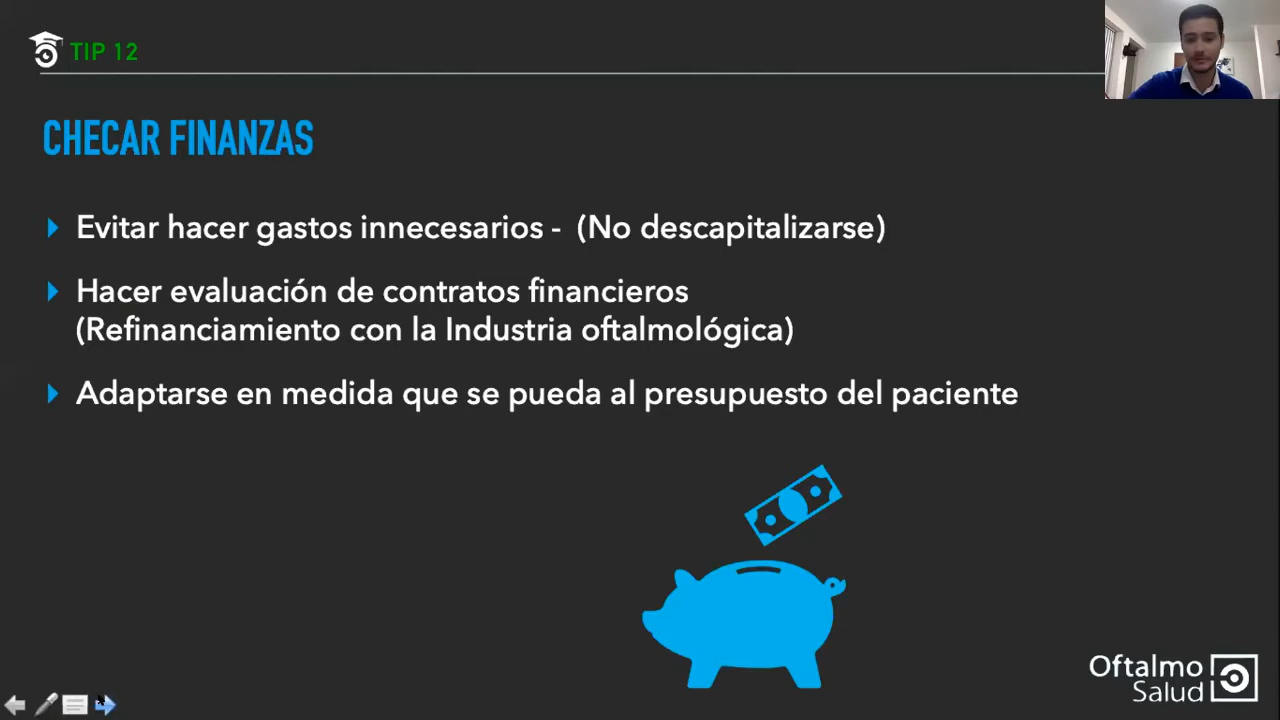 TIP 12
CHECAR FINANZAS
Evitar hacer gastos innecesarios - (No descapitalizarse)
Hacer evaluación de contratos financieros
(Refinanciamiento con la Industria oftalmológica)
Adaptarse en medida que se pueda al presupuesto del paciente
Oftalmo
Salud